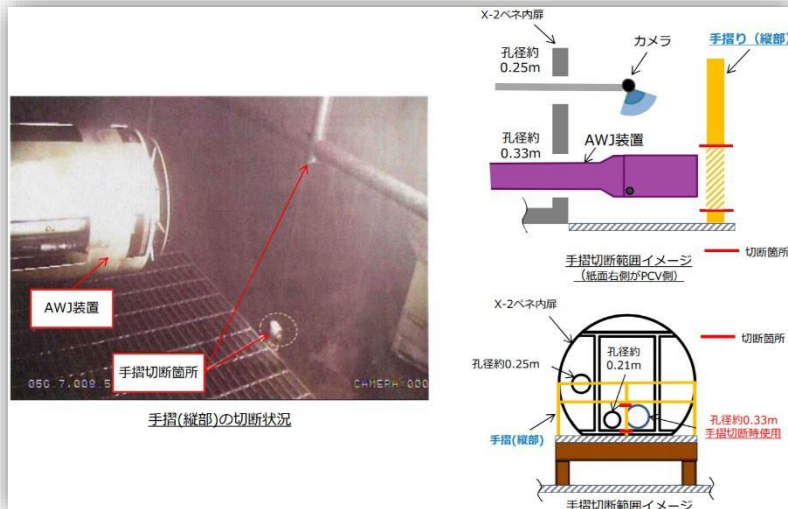 AWJ装置
手摺切断箇所
CAMERA:000
手摺(縦部)の切断状況
X-2ペネ内扉
孔径約
0.25m
カメラ
手摺り（縦部）
孔径約
0.33m
AWJ装置
手摺切断範囲イメージ
（紙面右側がPCV側）
切断箇所
X-2ペネ内扉
切断箇所
孔径約0.25m
孔径約
0.21m
孔径約0.33m
手摺切断時使用
手摺(縦部)
手摺切断範囲イメージ